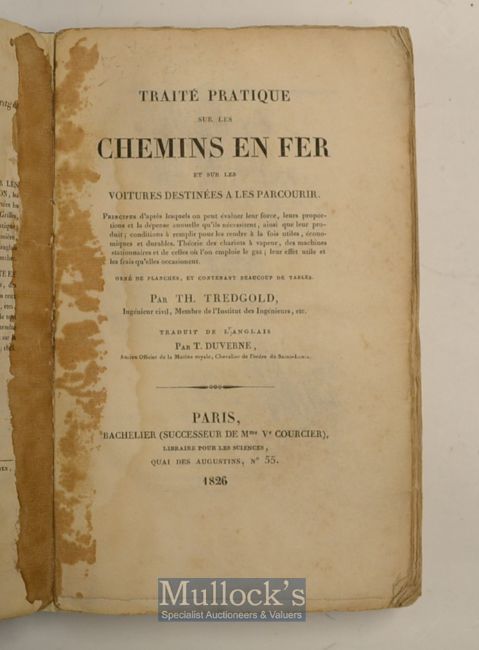 TRAITÉ PRATIQUE
SUR LES
CHEMINS EN FER
ET SUR LES
VOITURES DESTINÉES A LES PARCOURIR.
PRINCIPES d'après lesquels on peut évaluer leur force, leurs propor-
tions et la dépense annuelle qu'ils nécessitent, ainsi que leur pro-
duit; conditions à remplir pour les rendre à la fois utiles, écono-
miques et durables. Théorie des chariots à vapeur, des machines
stationnaires et de celles où l'on emploie le gaz; leur effet utile et
les frais qu'elles occasionent.
ORNÉ DE PLANCHES, ET CONTENANT BEAUCOUP DE TABLES.
PAR TH. TREDGOLD,
Ingénieur civil, Membre de l'Institut des Ingénieurs, etc.
TRADUIT DE L'ANGLAIS
PAR T. DUVERNE,
Ancien Officier de la Marine royale, Chevalier de l'ordre de SAINT-LOUIS.
PARIS,
BACHELIER (SUCCESSEUR DE Mme Ve COURCIER),
LIBRAIRE POUR LES SCIENCES,
QUAI DES AUGUSTINS, N° 55.
1826
Mullock's
Specialist Auctioneers & Valuers